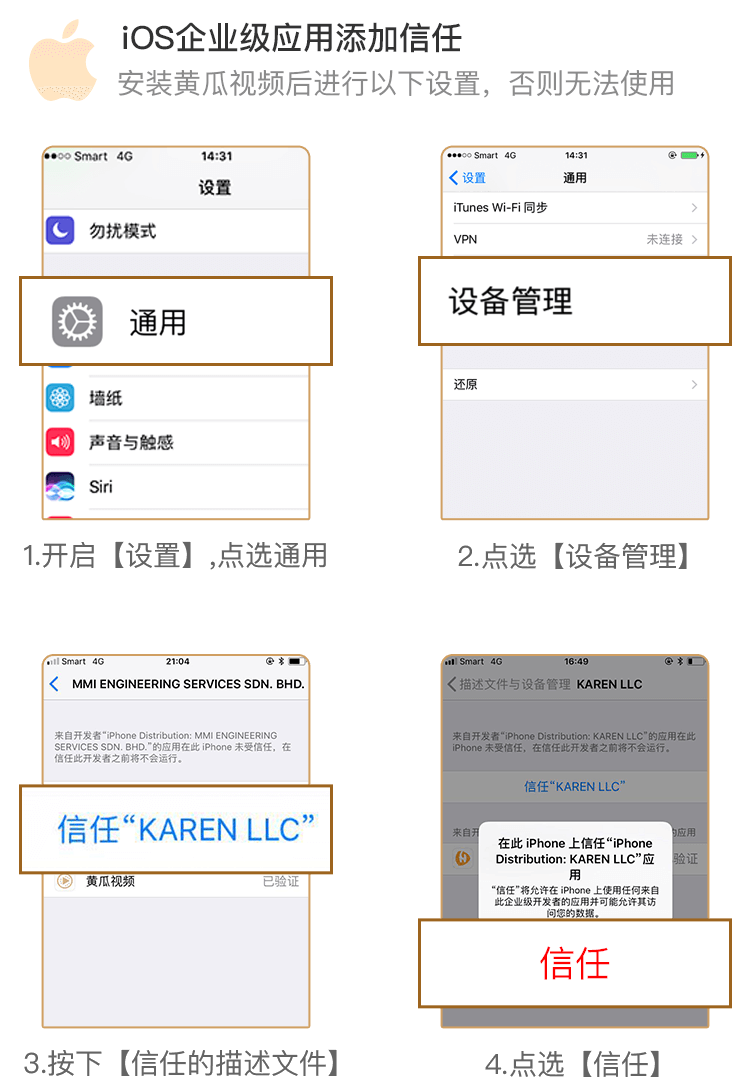 iOS企业级应用添加信任
安装黄瓜视频后进行以下设置，否则无法使用
Smart 4G 14:31
设置
勿扰模式
通用
墙纸
声音与触感
Siri
1.开启【设置】,点选通用
Smart 4G 14:31
设置 通用
iTunes Wi-Fi 同步
VPN 未连接
设备管理
还原
2.点选【设备管理】
Smart 4G 21:04
MMI ENGINEERING SERVICES SDN. BHD.
来自开发者“iPhone Distribution: MMI ENGINEERING
SERVICES SDN. BHD.”的应用在此 iPhone 未受信任，在
信任此开发者之前将不会运行。
信任“KAREN LLC”
黄瓜视频 已验证
3.按下【信任的描述文件】
Smart 4G 16:49
描述文件与设备管理 KAREN LLC
来自开发者“iPhone Distribution: KAREN LLC”的应用在此
iPhone 未受信任，在信任此开发者之前将不会运行。
信任“KAREN LLC”
来自开 的应用
验证
在此 iPhone 上信任“iPhone
Distribution: KAREN LLC”应
用
“信任”将允许在 iPhone 上使用任何来自
此企业级开发者的应用并可能允许其访
问您的数据。
信任
4.点选【信任】